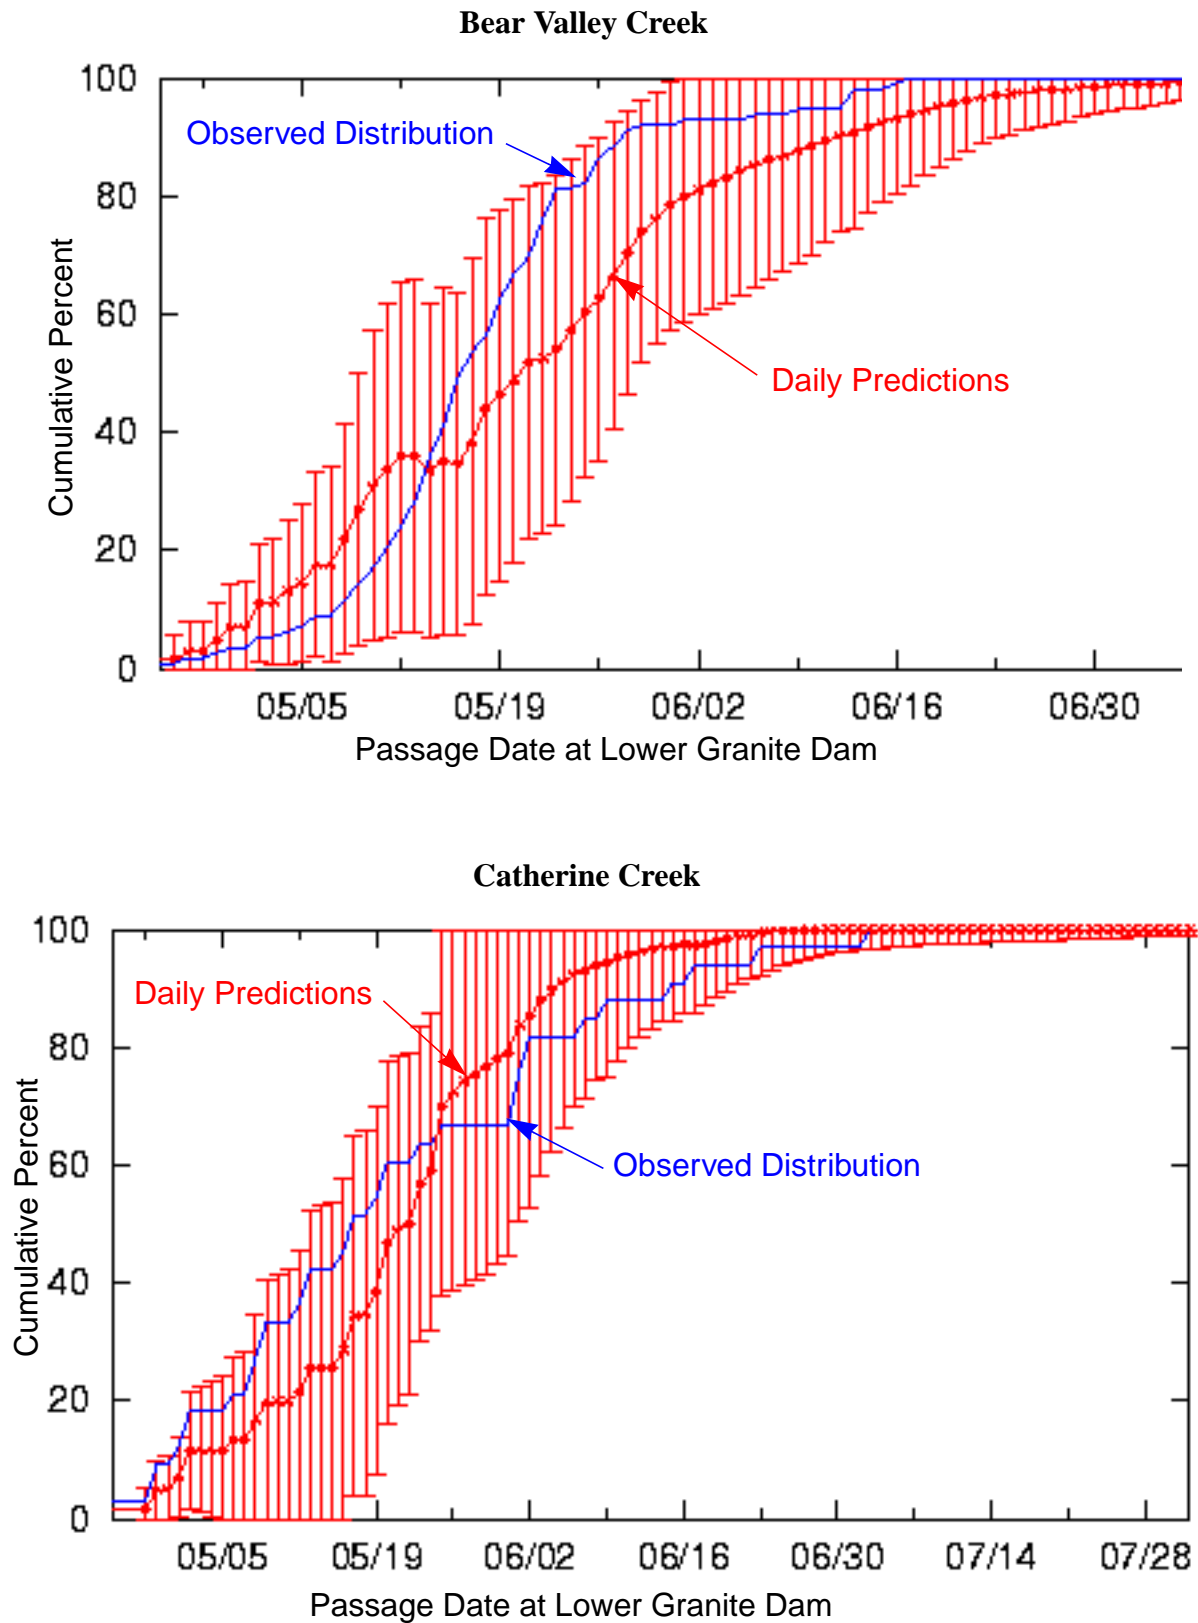 Bear Valley Creek
100
80
60
40
20
0
Cumulative Percent
Observed Distribution
Daily Predictions
05/05 05/19 06/02 06/16 06/30
Passage Date at Lower Granite Dam
Catherine Creek
100
80
60
40
20
0
Cumulative Percent
Daily Predictions
Observed Distribution
05/05 05/19 06/02 06/16 06/30 07/14 07/28
Passage Date at Lower Granite Dam